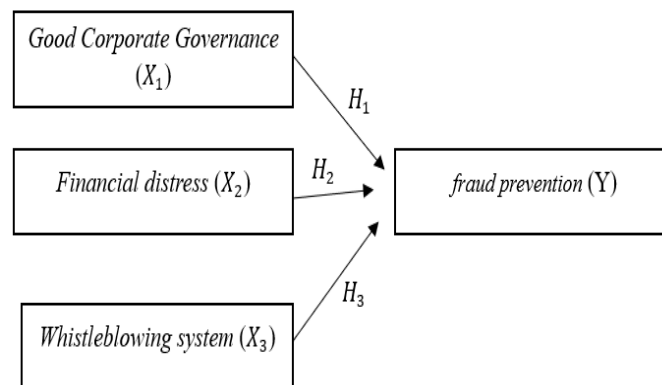 Good Corporate Governance
(X₁)
H₁
Financial distress (X₂)
H₂
fraud prevention (Y)
H₃
Whistleblowing system (X₃)